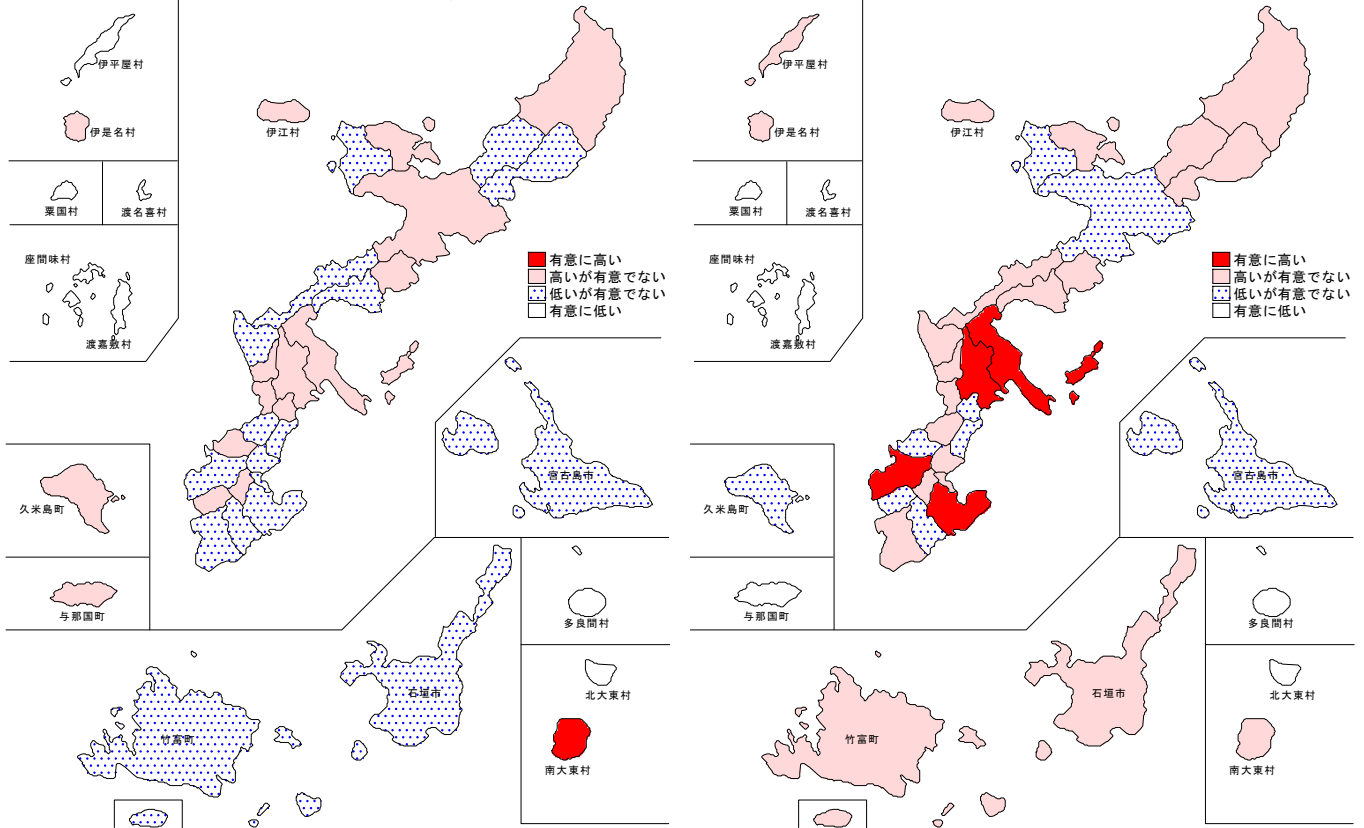 伊平屋村
伊是名村
伊江村
粟国村
渡名喜村
座間味村
渡嘉敷村
有意に高い
高いが有意でない
低いが有意でない
有意に低い
久米島町
宮古島市
与那国町
多良間村
石垣市
北大東村
竹富町
南大東村
伊平屋村
伊是名村
伊江村
粟国村
渡名喜村
座間味村
渡嘉敷村
有意に高い
高いが有意でない
低いが有意でない
有意に低い
久米島町
宮古島市
与那国町
多良間村
石垣市
北大東村
竹富町
南大東村